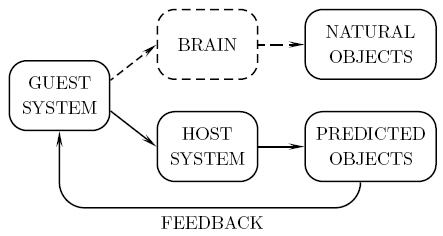 BRAIN
NATURAL
OBJECTS
GUEST
SYSTEM
HOST
SYSTEM
PREDICTED
OBJECTS
FEEDBACK